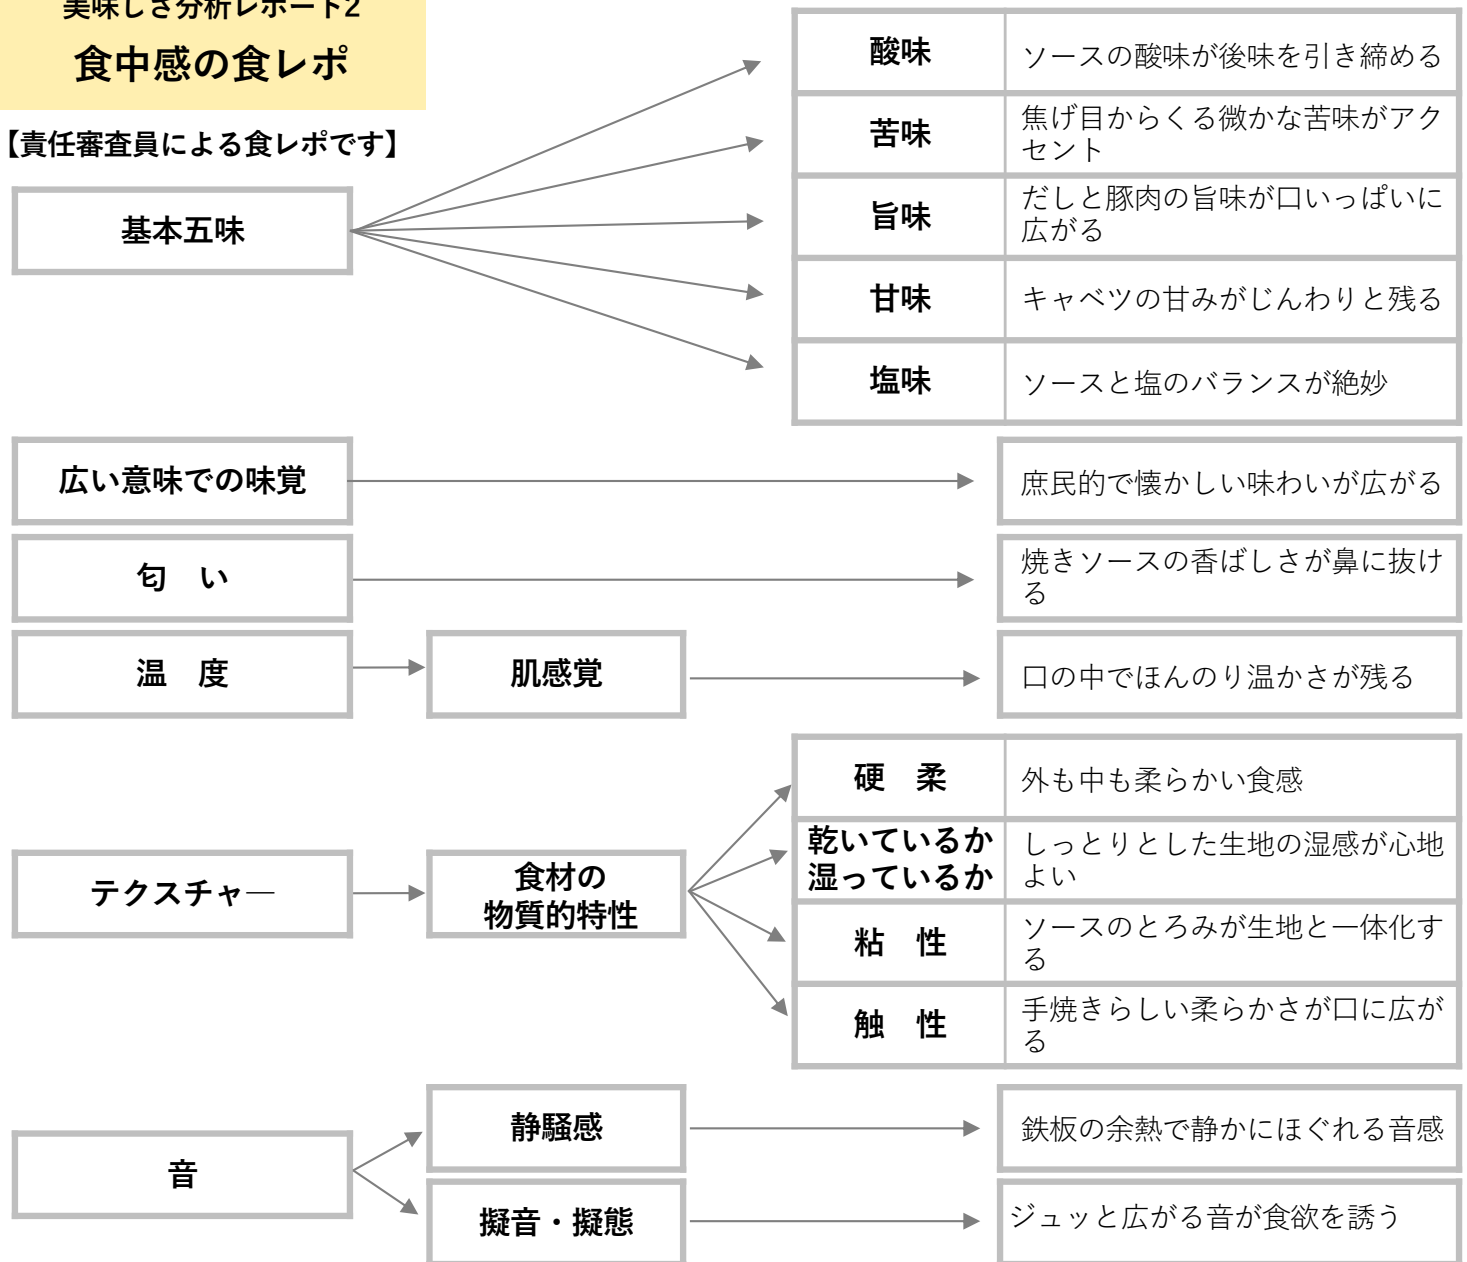 美味しさ分析レポート2
食中感の食レポ
【責任審査員による食レポです】
基本五味
酸味
ソースの酸味が後味を引き締める
苦味
焦げ目からくる微かな苦味がアク
セント
旨味
だしと豚肉の旨味が口いっぱいに
広がる
甘味
キャベツの甘みがじんわりと残る
塩味
ソースと塩のバランスが絶妙
広い意味での味覚
庶民的で懐かしい味わいが広がる
匂　い
焼きソースの香ばしさが鼻に抜け
る
温　度
肌感覚
口の中でほんのり温かさが残る
テクスチャ―
食材の
物質的特性
硬　柔
外も中も柔らかい食感
乾いているか
湿っているか
しっとりとした生地の湿感が心地
よい
粘　性
ソースのとろみが生地と一体化す
る
触　性
手焼きらしい柔らかさが口に広が
る
音
静騒感
鉄板の余熱で静かにほぐれる音感
擬音・擬態
ジュッと広がる音が食欲を誘う